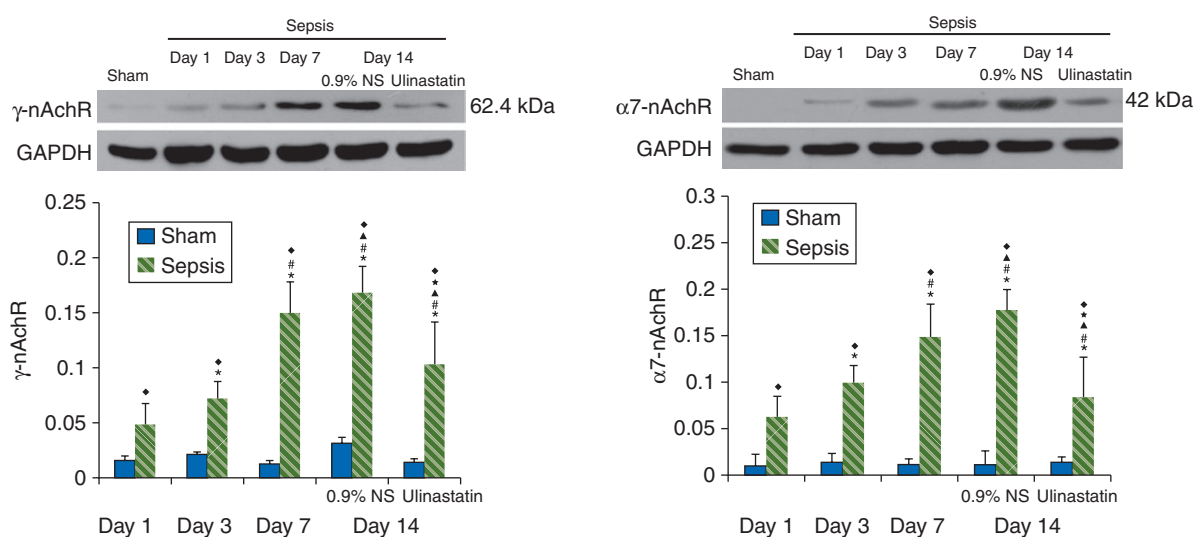 Sepsis
Day 1 Day 3 Day 7 Day 14
Sham 0.9% NS Ulinastatin
γ-nAchR 62.4 kDa
GAPDH
0.25
0.2
0.15
0.1
0.05
0
γ-nAchR
Sham
Sepsis
◆
◆
*
◆
#
*
◆
▲
#
*
◆
★
▲
#*
0.9% NS Ulinastatin
Day 1 Day 3 Day 7 Day 14
Sepsis
Day 1 Day 3 Day 7 Day 14
Sham 0.9% NS Ulinastatin
α7-nAchR 42 kDa
GAPDH
0.3
0.25
0.2
0.15
0.1
0.05
0
α7-nAchR
Sham
Sepsis
◆
◆
*
◆
#
*
◆
▲
#
*
◆
★
▲
#*
0.9% NS Ulinastatin
Day 1 Day 3 Day 7 Day 14